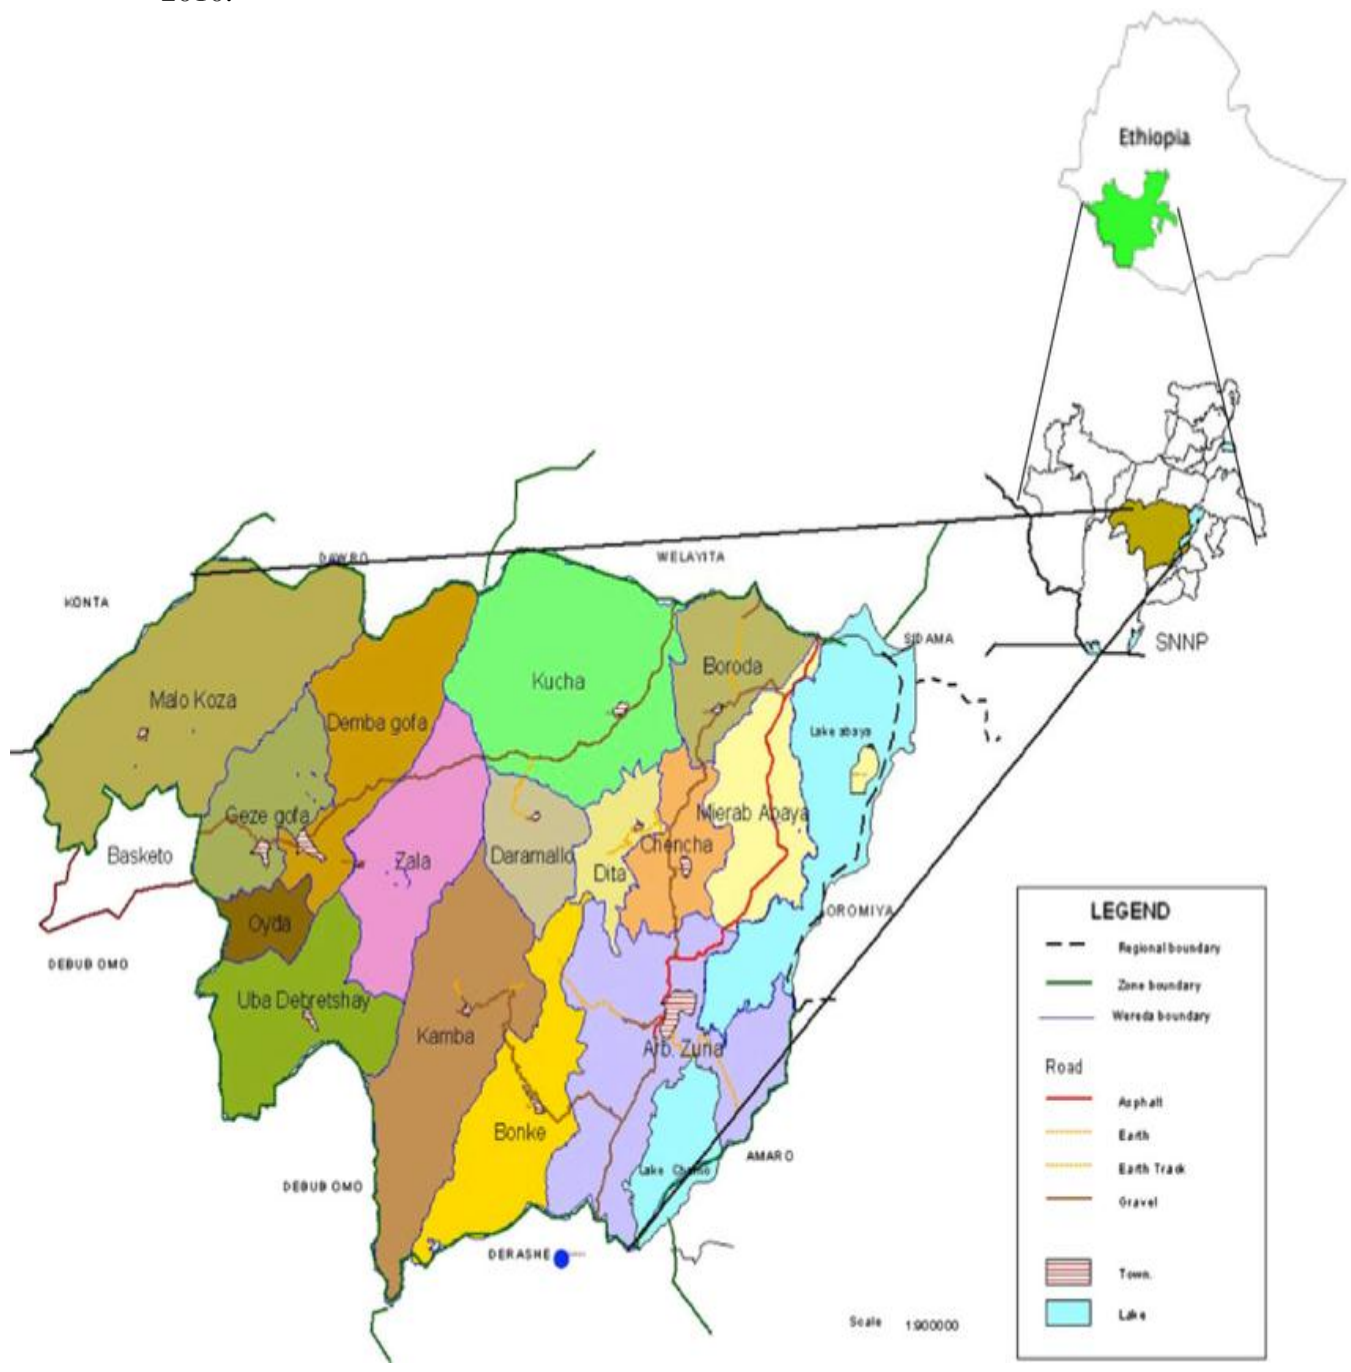 2010.
Ethiopia
SNNP
DAWRO
WELAYITA
KONTA
SIDAMA
Malo Koza
Demba gofa
Kucha
Boroda
Lake abaya
Geze gofa
Basketo
Zala
Daramallo
Dita
Chencha
Mierab Abaya
Oyda
OROMIYA
DEBUB OMO
Uba Debretshay
Kamba
Arb. Zuria
Bonke
Lake Chamo
AMARO
DEBUB OMO
DERASHE
Scale 1900000
LEGEND
Regional boundary
Zone boundary
Wereda boundary
Road
Asphalt
Earth
Earth Track
Gravel
Town.
Lake